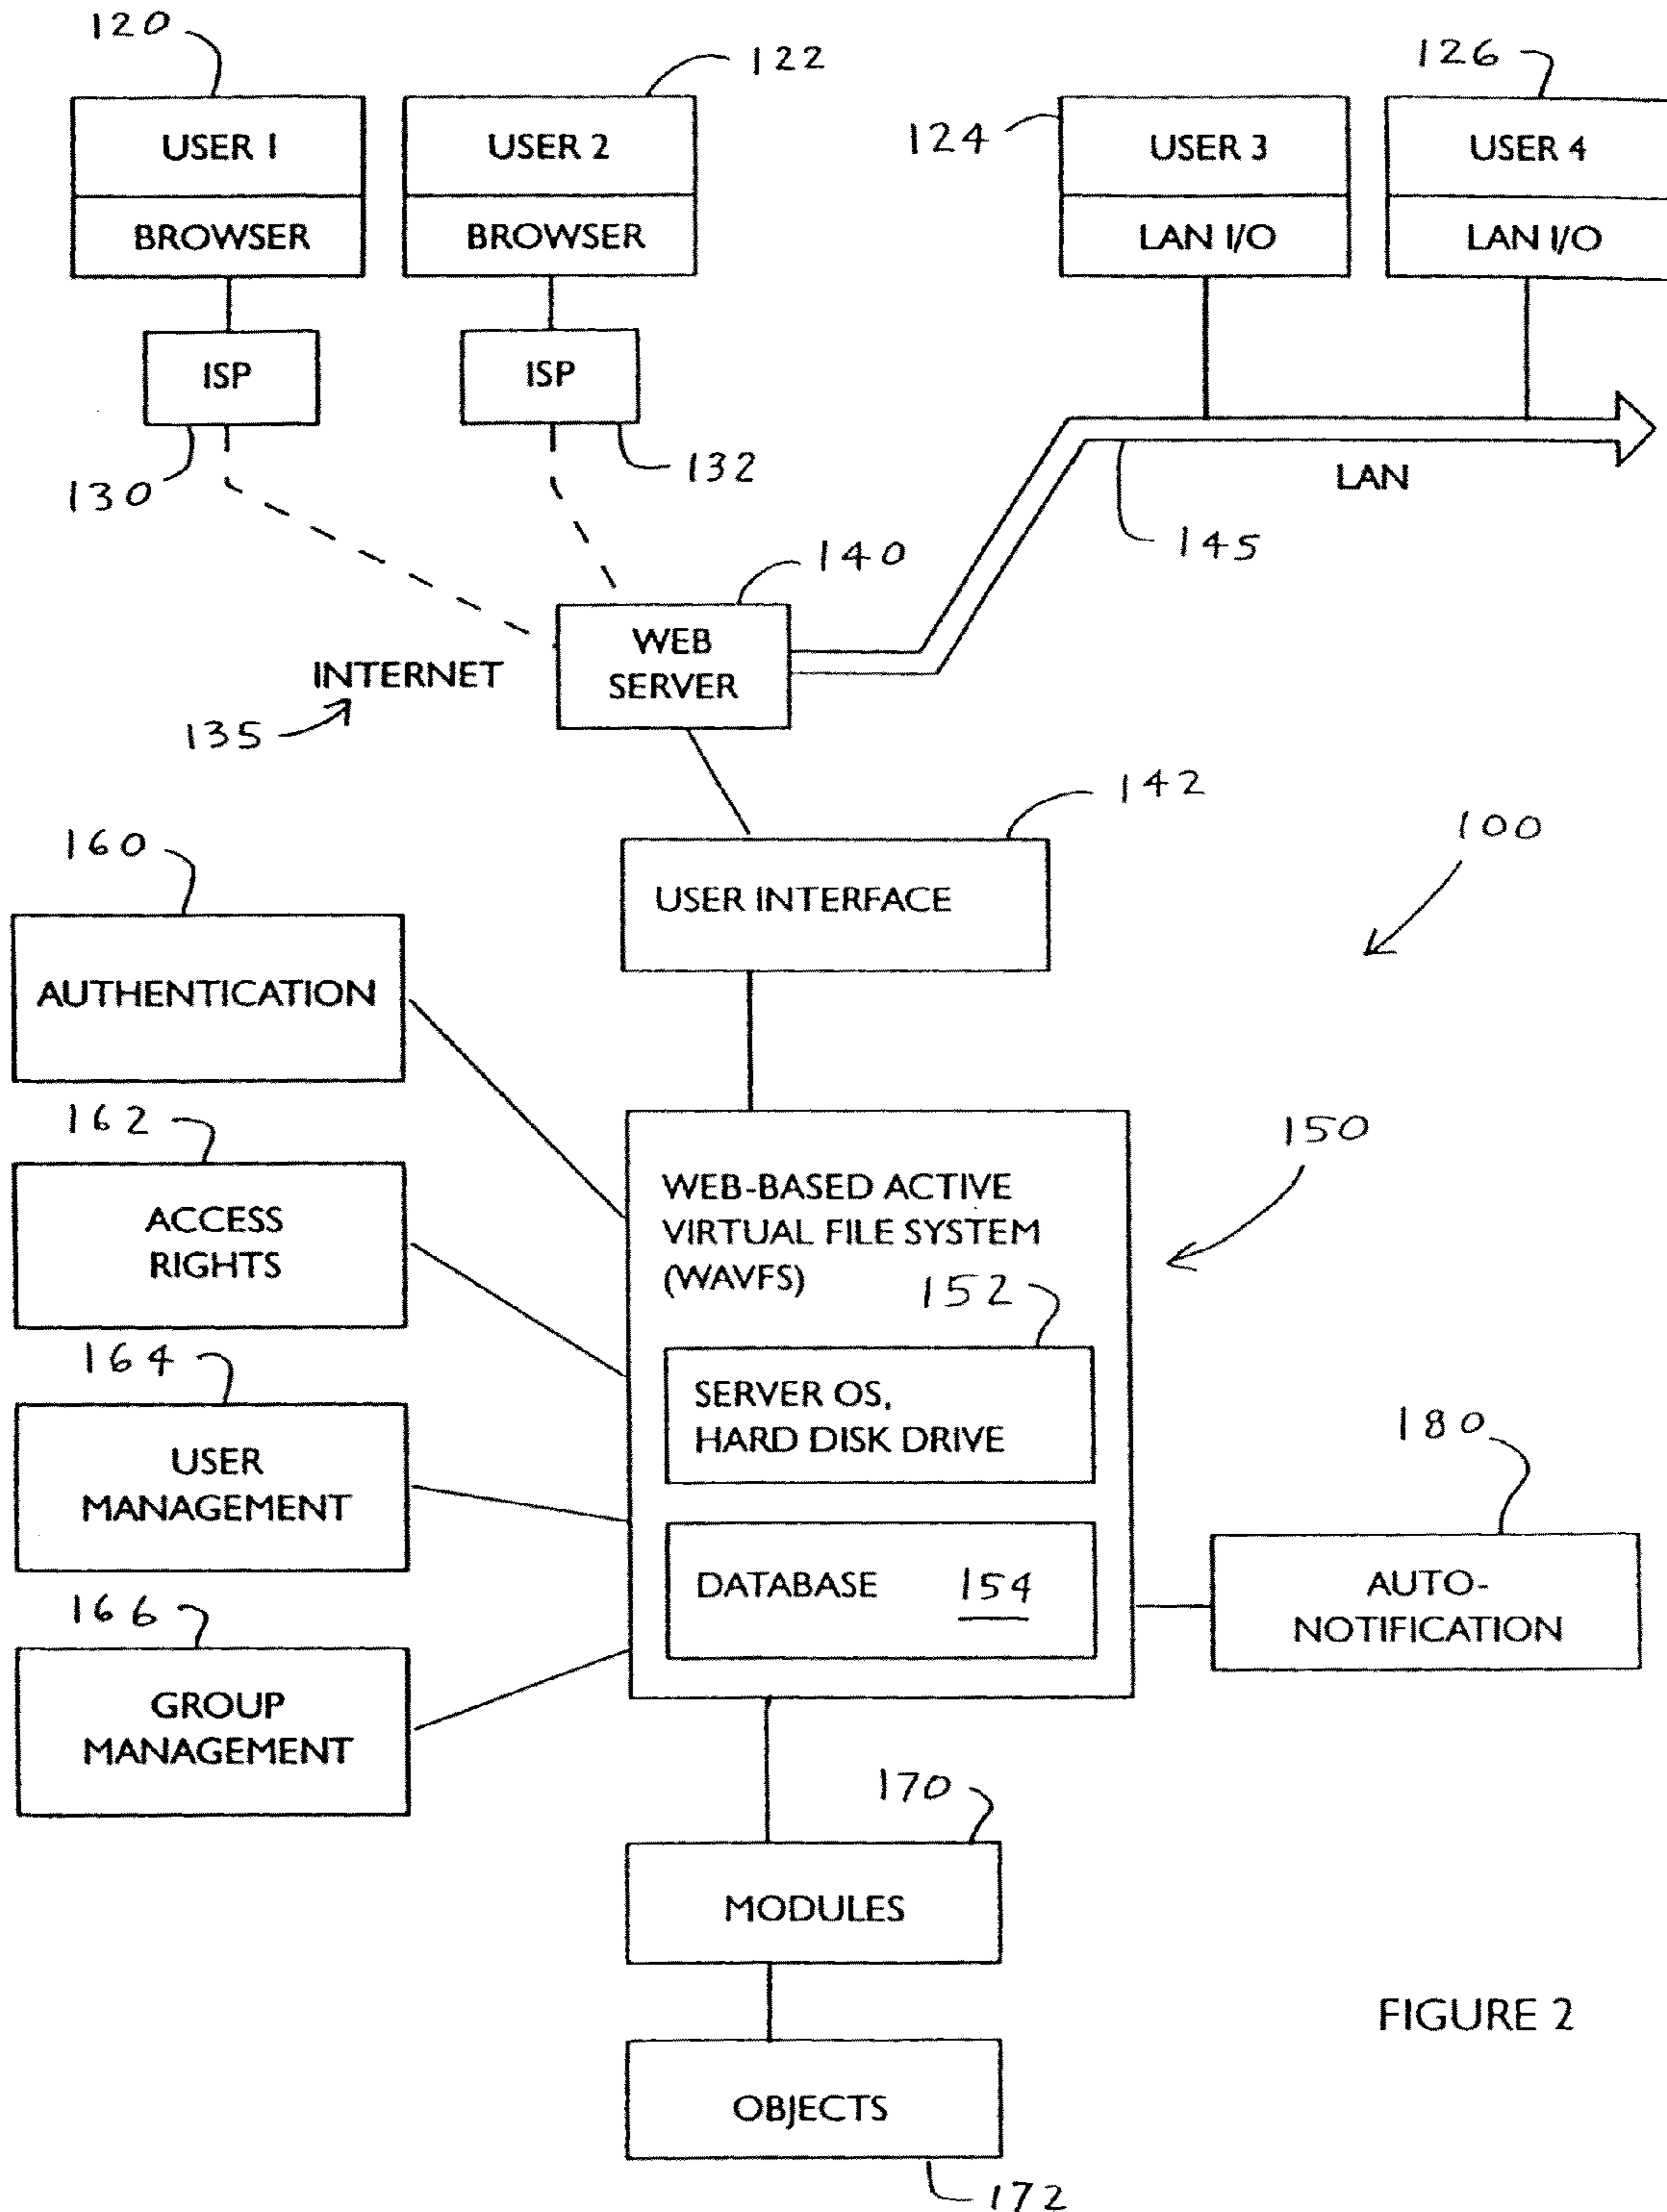 120
122
126
124
USER 1
USER 2
USER 3
USER 4
BROWSER
BROWSER
LAN I/O
LAN I/O
ISP
ISP
130
132
LAN
145
140
WEB
SERVER
INTERNET
135
142
100
160
USER INTERFACE
AUTHENTICATION
162
150
ACCESS
RIGHTS
WEB-BASED ACTIVE
VIRTUAL FILE SYSTEM
(WAVFS)
152
164
SERVER OS,
HARD DISK DRIVE
180
USER
MANAGEMENT
DATABASE 154
AUTO-
NOTIFICATION
166
GROUP
MANAGEMENT
170
MODULES
FIGURE 2
OBJECTS
172